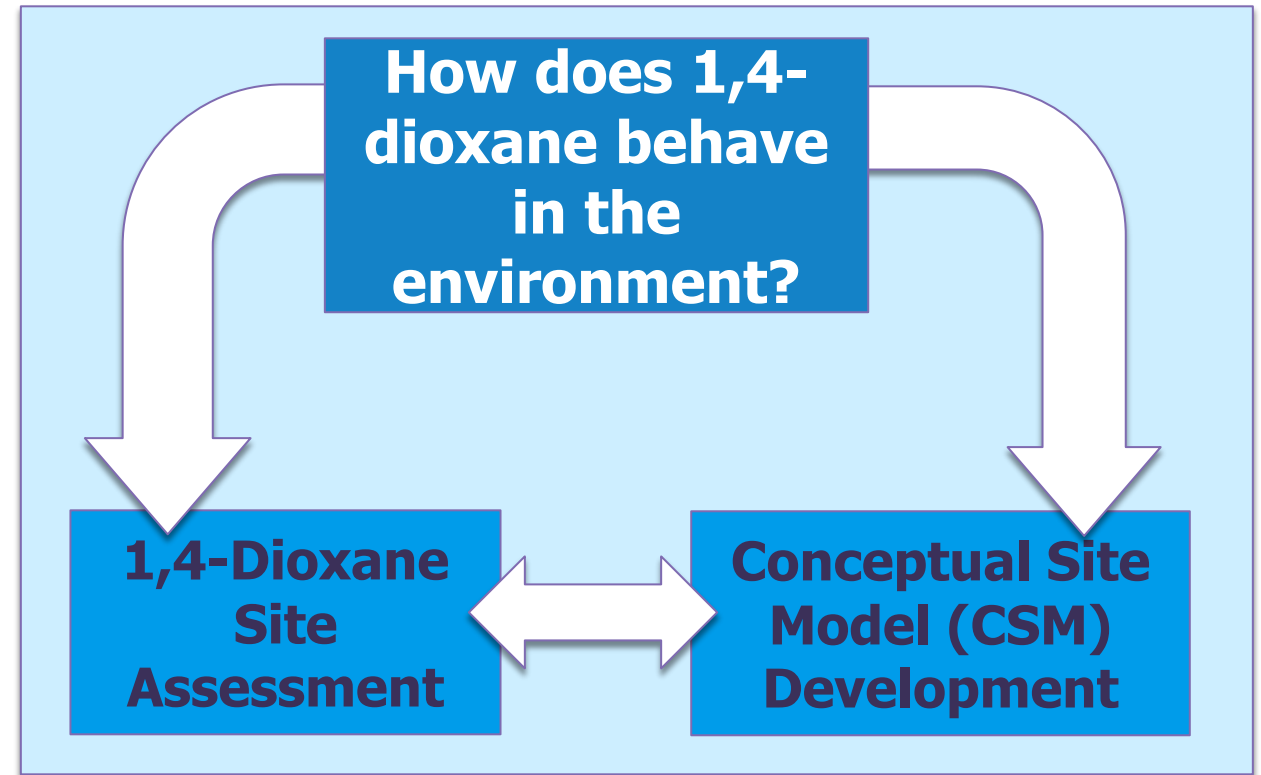 How does 1,4-
dioxane behave
in the
environment?
1,4-Dioxane
Site
Assessment
Conceptual Site
Model (CSM)
Development